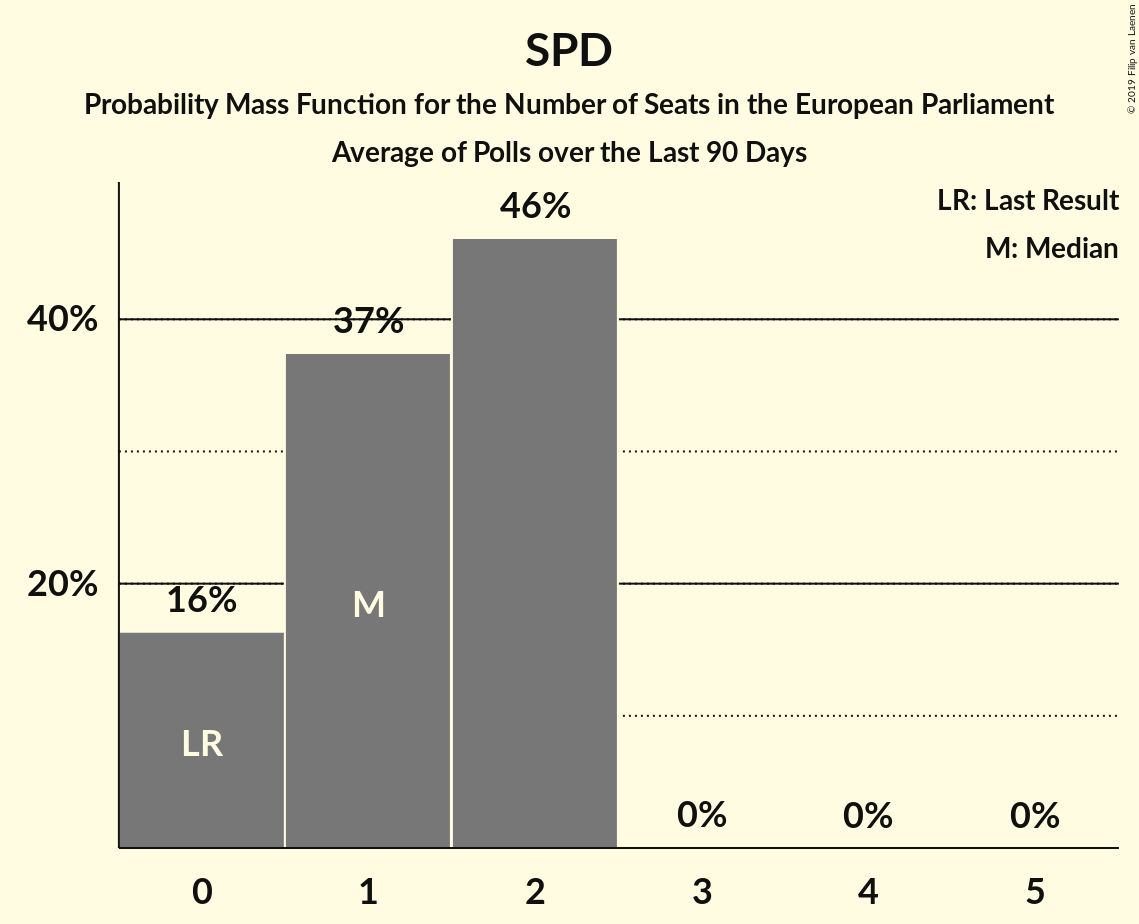 SPD
Probability Mass Function for the Number of Seats in the European Parliament
Average of Polls over the Last 90 Days
© 2019 Filip van Laenen
LR: Last Result
M: Median
46%
40%
37%
20%
16%
M
LR
0%
0%
0%
0
1
2
3
4
5